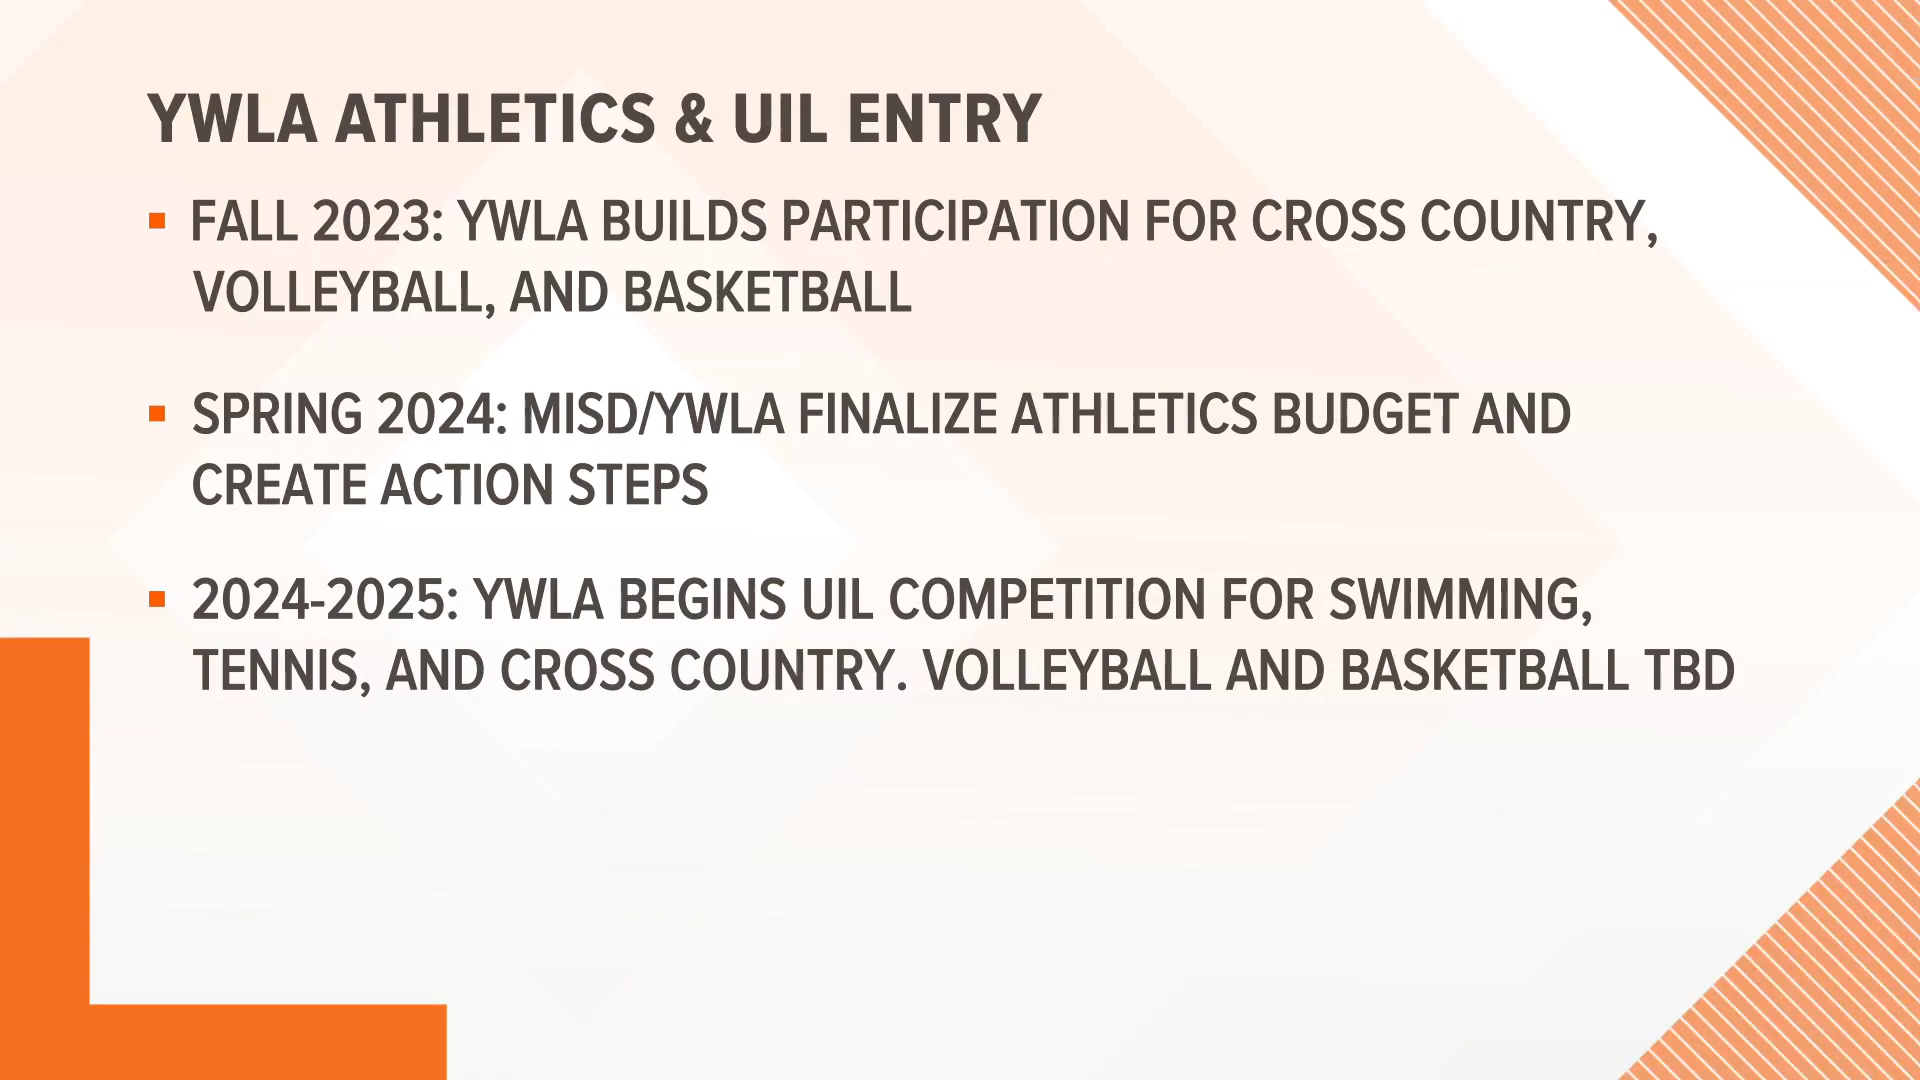 YWLA ATHLETICS & UIL ENTRY
FALL 2023: YWLA BUILDS PARTICIPATION FOR CROSS COUNTRY,
VOLLEYBALL, AND BASKETBALL
SPRING 2024: MISD/YWLA FINALIZE ATHLETICS BUDGET AND
CREATE ACTION STEPS
2024-2025: YWLA BEGINS UIL COMPETITION FOR SWIMMING,
TENNIS, AND CROSS COUNTRY. VOLLEYBALL AND BASKETBALL TBD